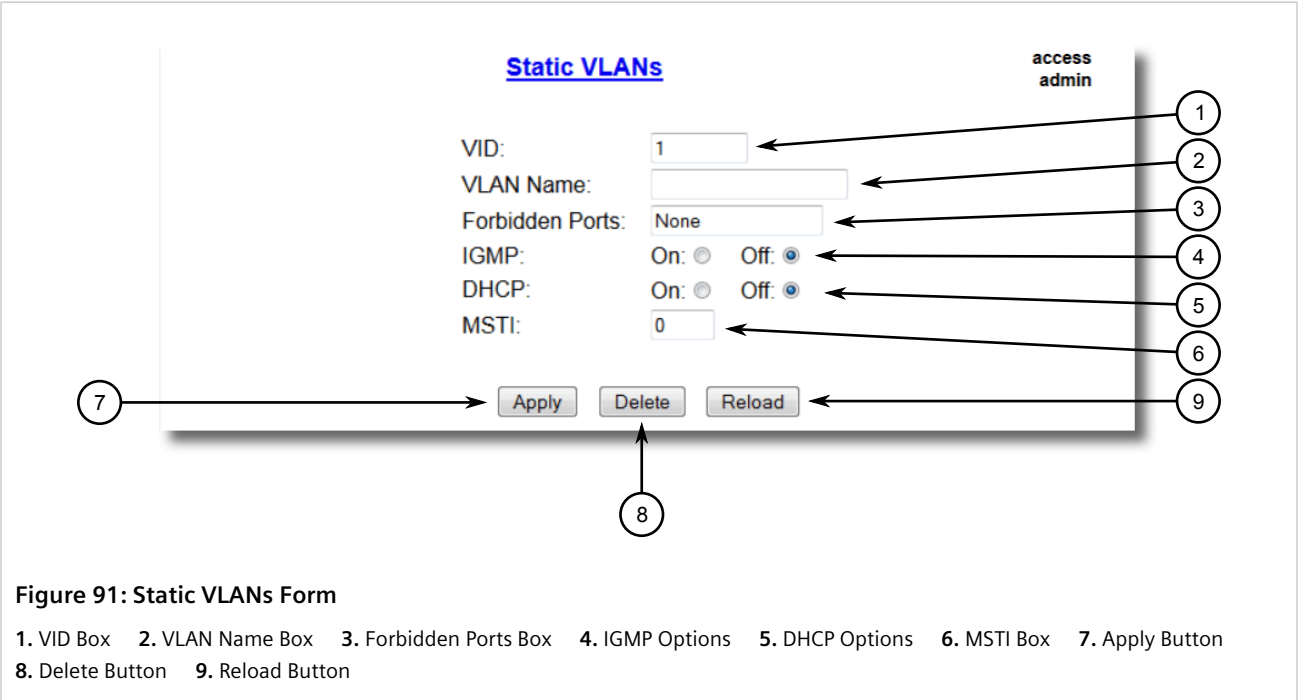 Static VLANs
access
admin
VID: 1
VLAN Name:
Forbidden Ports: None
IGMP: On: Off:
DHCP: On: Off:
MSTI: 0
Apply Delete Reload
1
2
3
4
5
6
7
9
8
Figure 91: Static VLANs Form
1. VID Box 2. VLAN Name Box 3. Forbidden Ports Box 4. IGMP Options 5. DHCP Options 6. MSTI Box 7. Apply Button
8. Delete Button 9. Reload Button